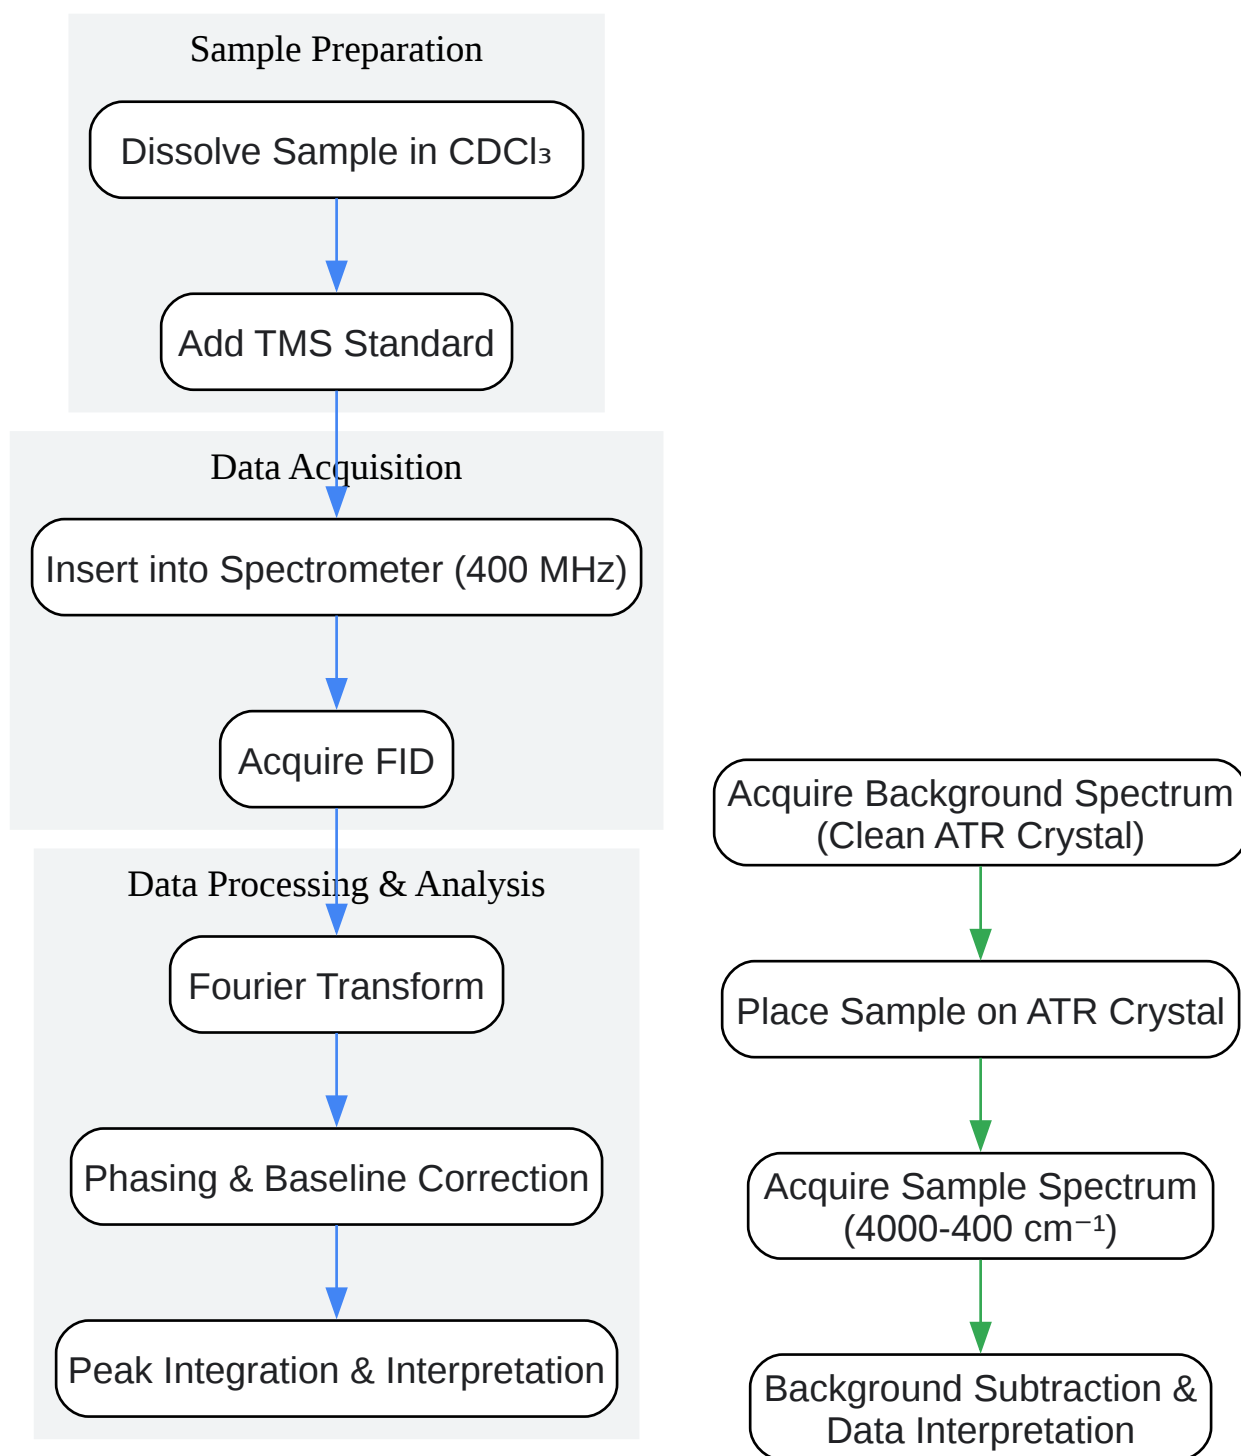 Sample Preparation
Dissolve Sample in CDCl₃
Add TMS Standard
Data Acquisition
Insert into Spectrometer (400 MHz)
Acquire FID
Data Processing & Analysis
Fourier Transform
Phasing & Baseline Correction
Peak Integration & Interpretation
Acquire Background Spectrum
(Clean ATR Crystal)
Place Sample on ATR Crystal
Acquire Sample Spectrum
(4000-400 cm⁻¹)
Background Subtraction &
Data Interpretation